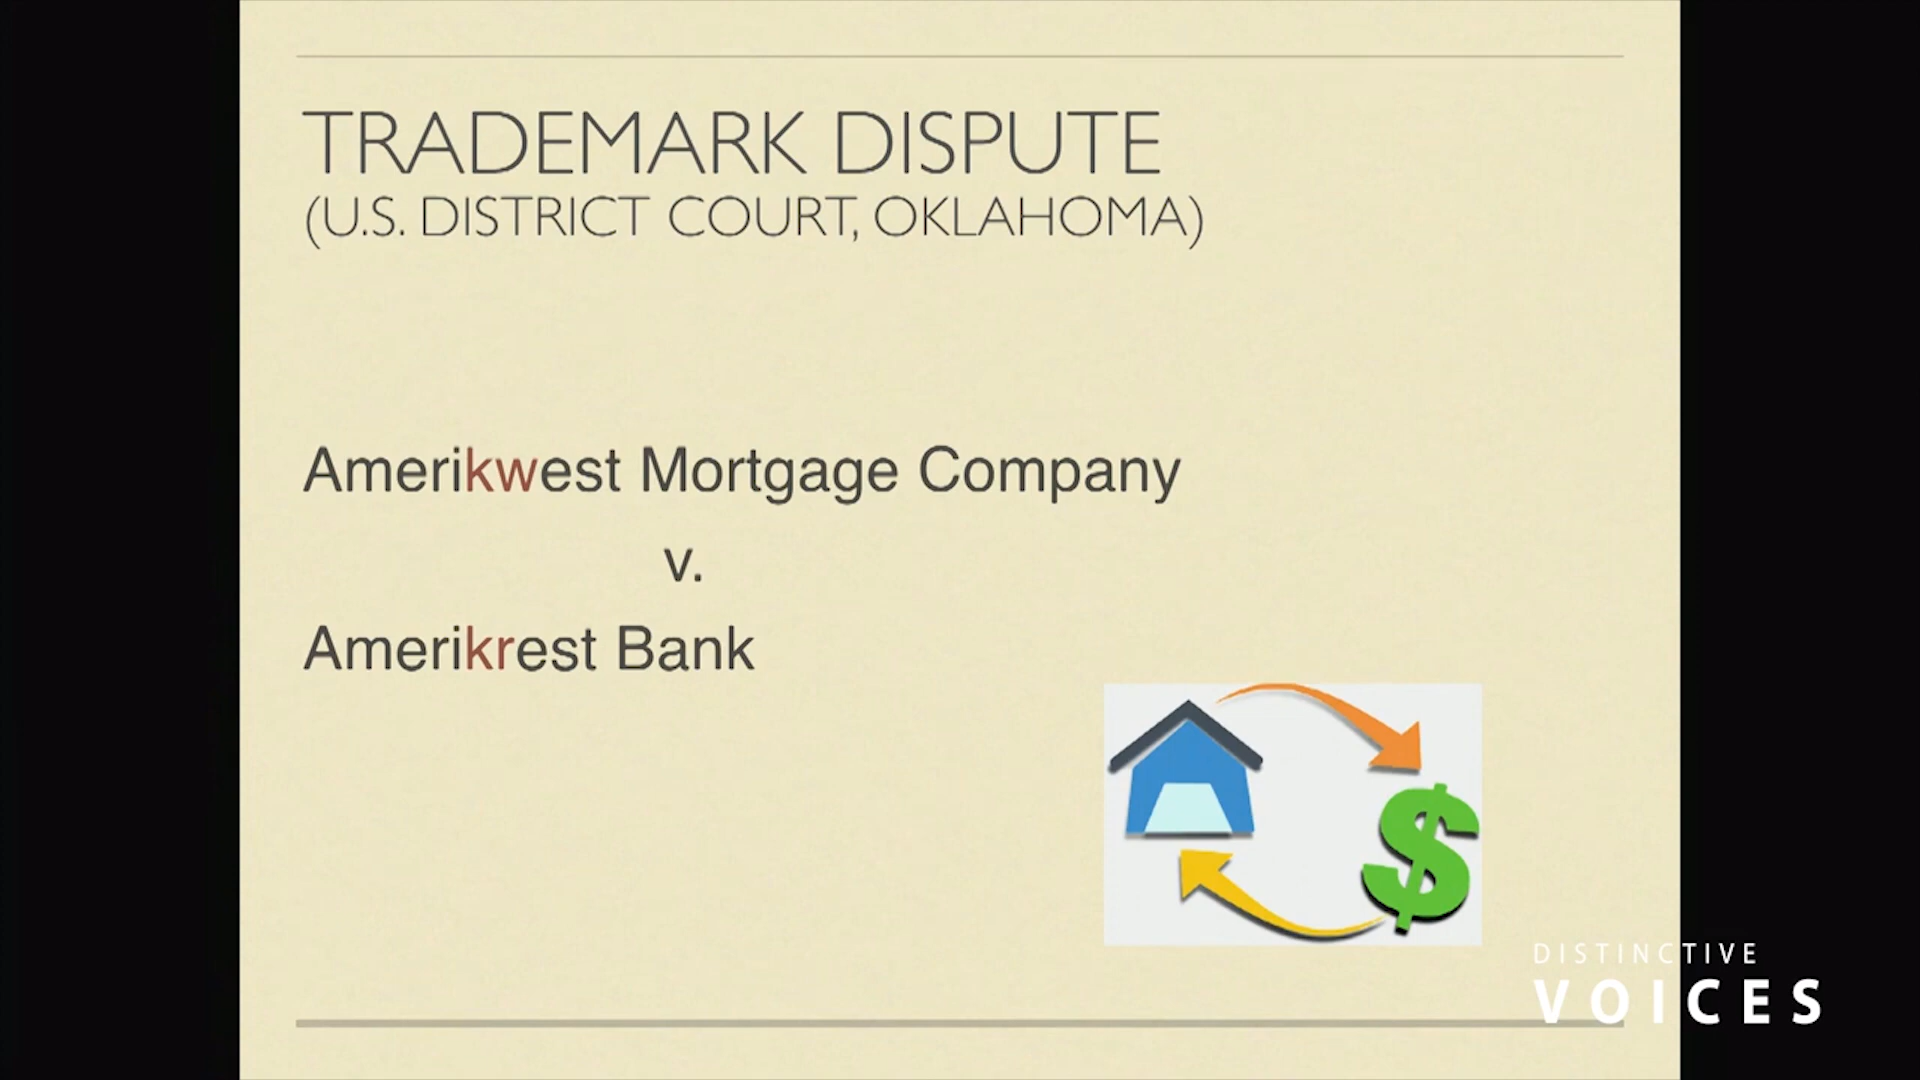 TRADEMARK DISPUTE
(U.S. DISTRICT COURT, OKLAHOMA)
Amerikwest Mortgage Company
v.
Amerikrest Bank
$
DISTINCTIVE
VOICES